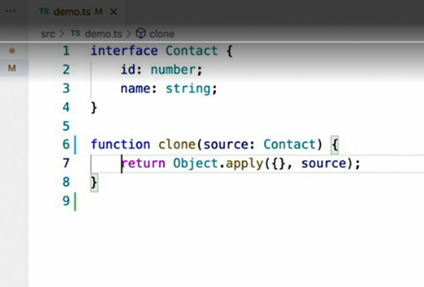 TS demo.ts M ×
src > TS demo.ts > clone
M
1 interface Contact {
2 id: number;
3 name: string;
4 }
5
6 function clone(source: Contact) {
7 return Object.apply({}, source);
8 }
9